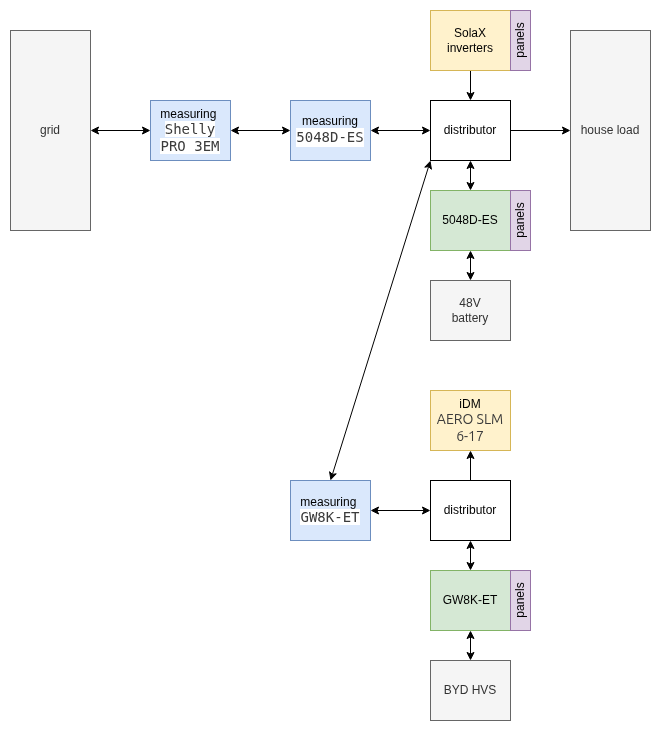 SolaX
inverters
panels
grid
measuring
Shelly
PRO 3EM
measuring
5048D-ES
distributor
house load
5048D-ES
panels
48V
battery
iDM
AERO SLM
6-17
measuring
GW8K-ET
distributor
GW8K-ET
panels
BYD HVS